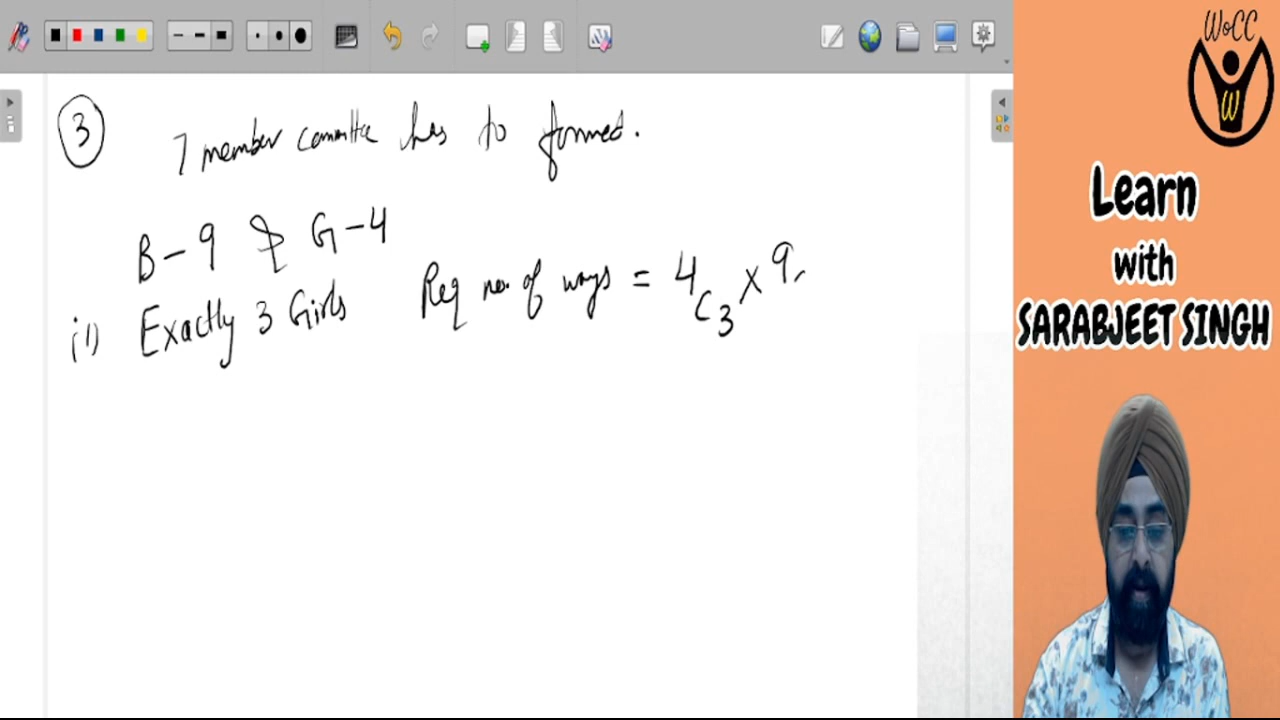 3
7 member committe has to formed.
B - 9 & G - 4
(i) Exactly 3 Girls Req no. of ways = 4C3 × 9
WoCC
W
Learn
with
SARABJEET SINGH